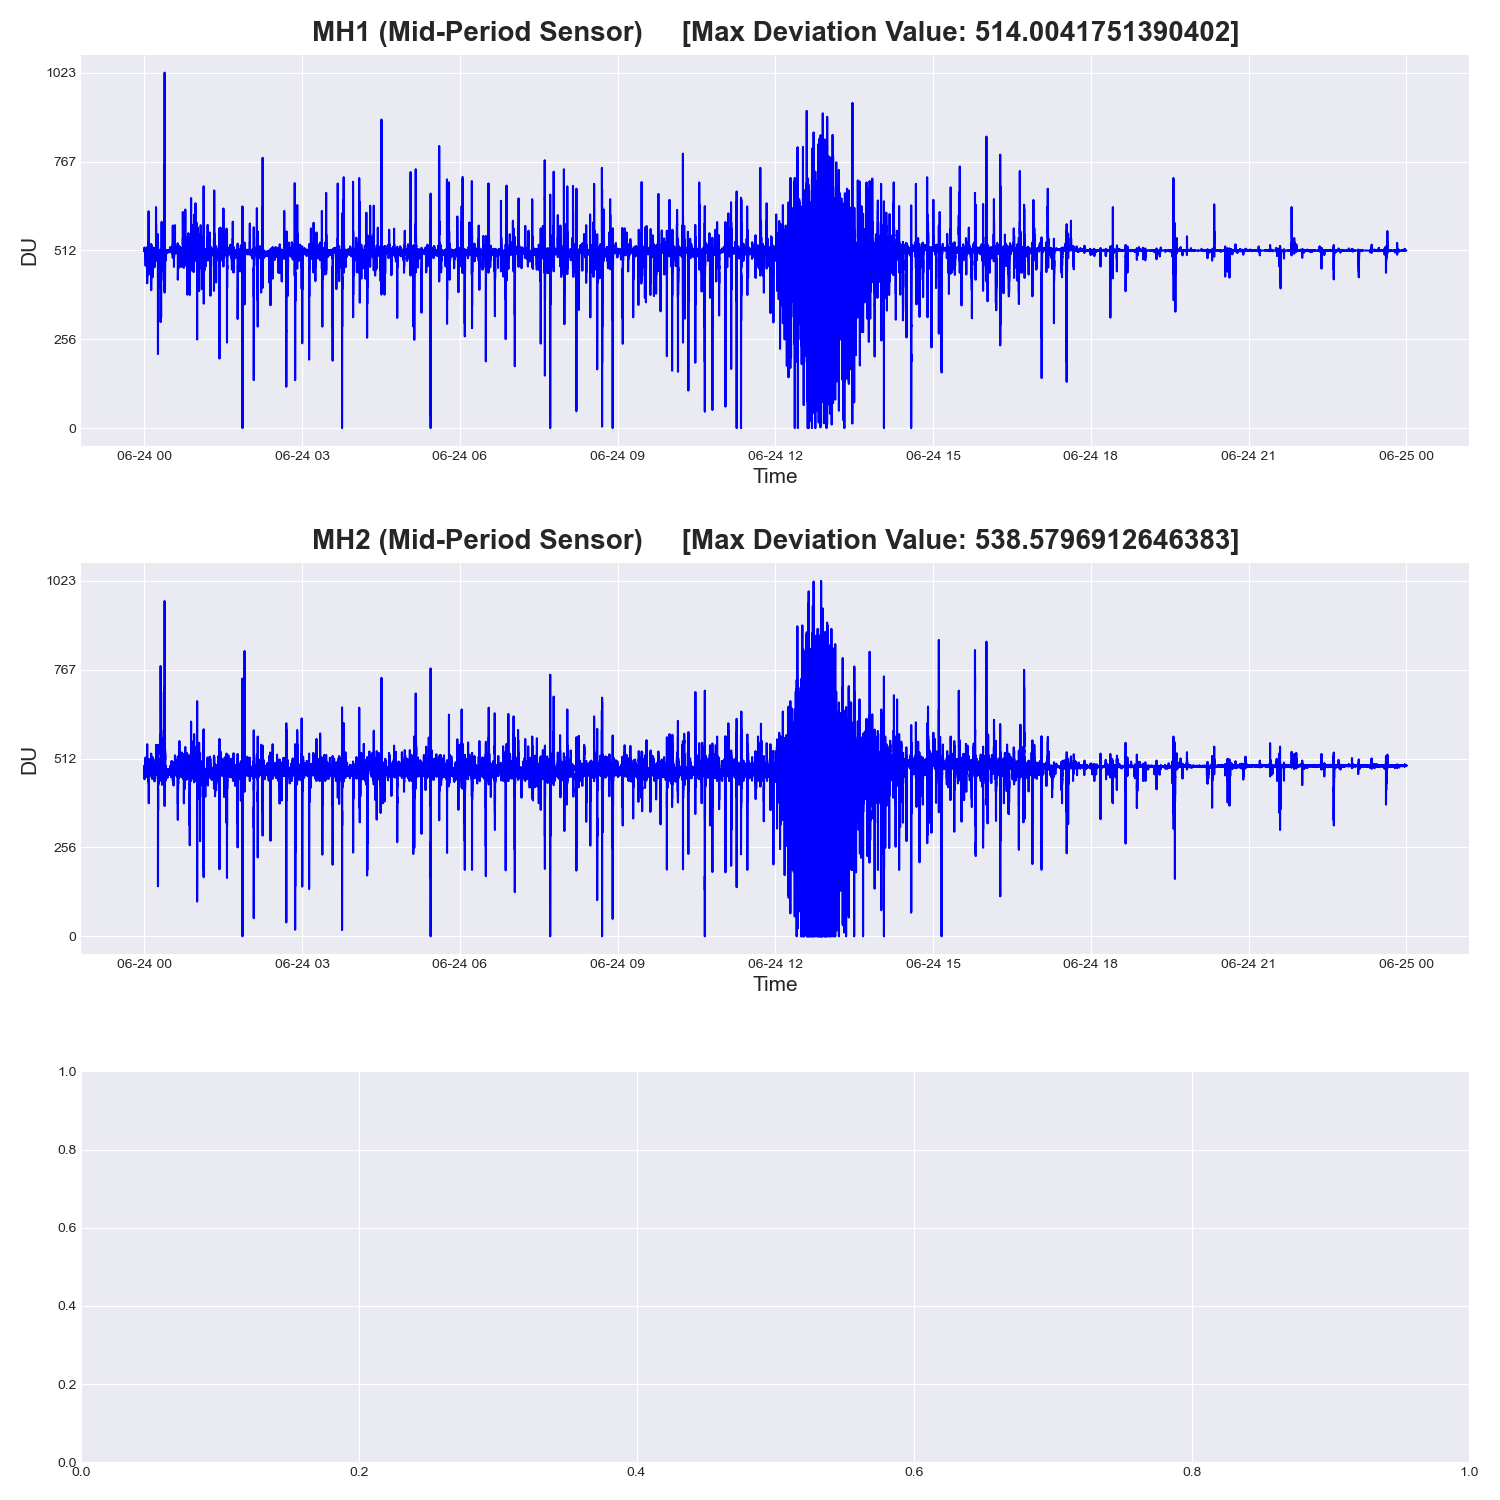 MH1 (Mid-Period Sensor) [Max Deviation Value: 514.0041751390402]
1023
767
512
256
0
DU
06-24 00 06-24 03 06-24 06 06-24 09 06-24 12 06-24 15 06-24 18 06-24 21 06-25 00
Time
MH2 (Mid-Period Sensor) [Max Deviation Value: 538.5796912646383]
1023
767
512
256
0
DU
06-24 00 06-24 03 06-24 06 06-24 09 06-24 12 06-24 15 06-24 18 06-24 21 06-25 00
Time
1.0
0.8
0.6
0.4
0.2
0.0
0.0 0.2 0.4 0.6 0.8 1.0